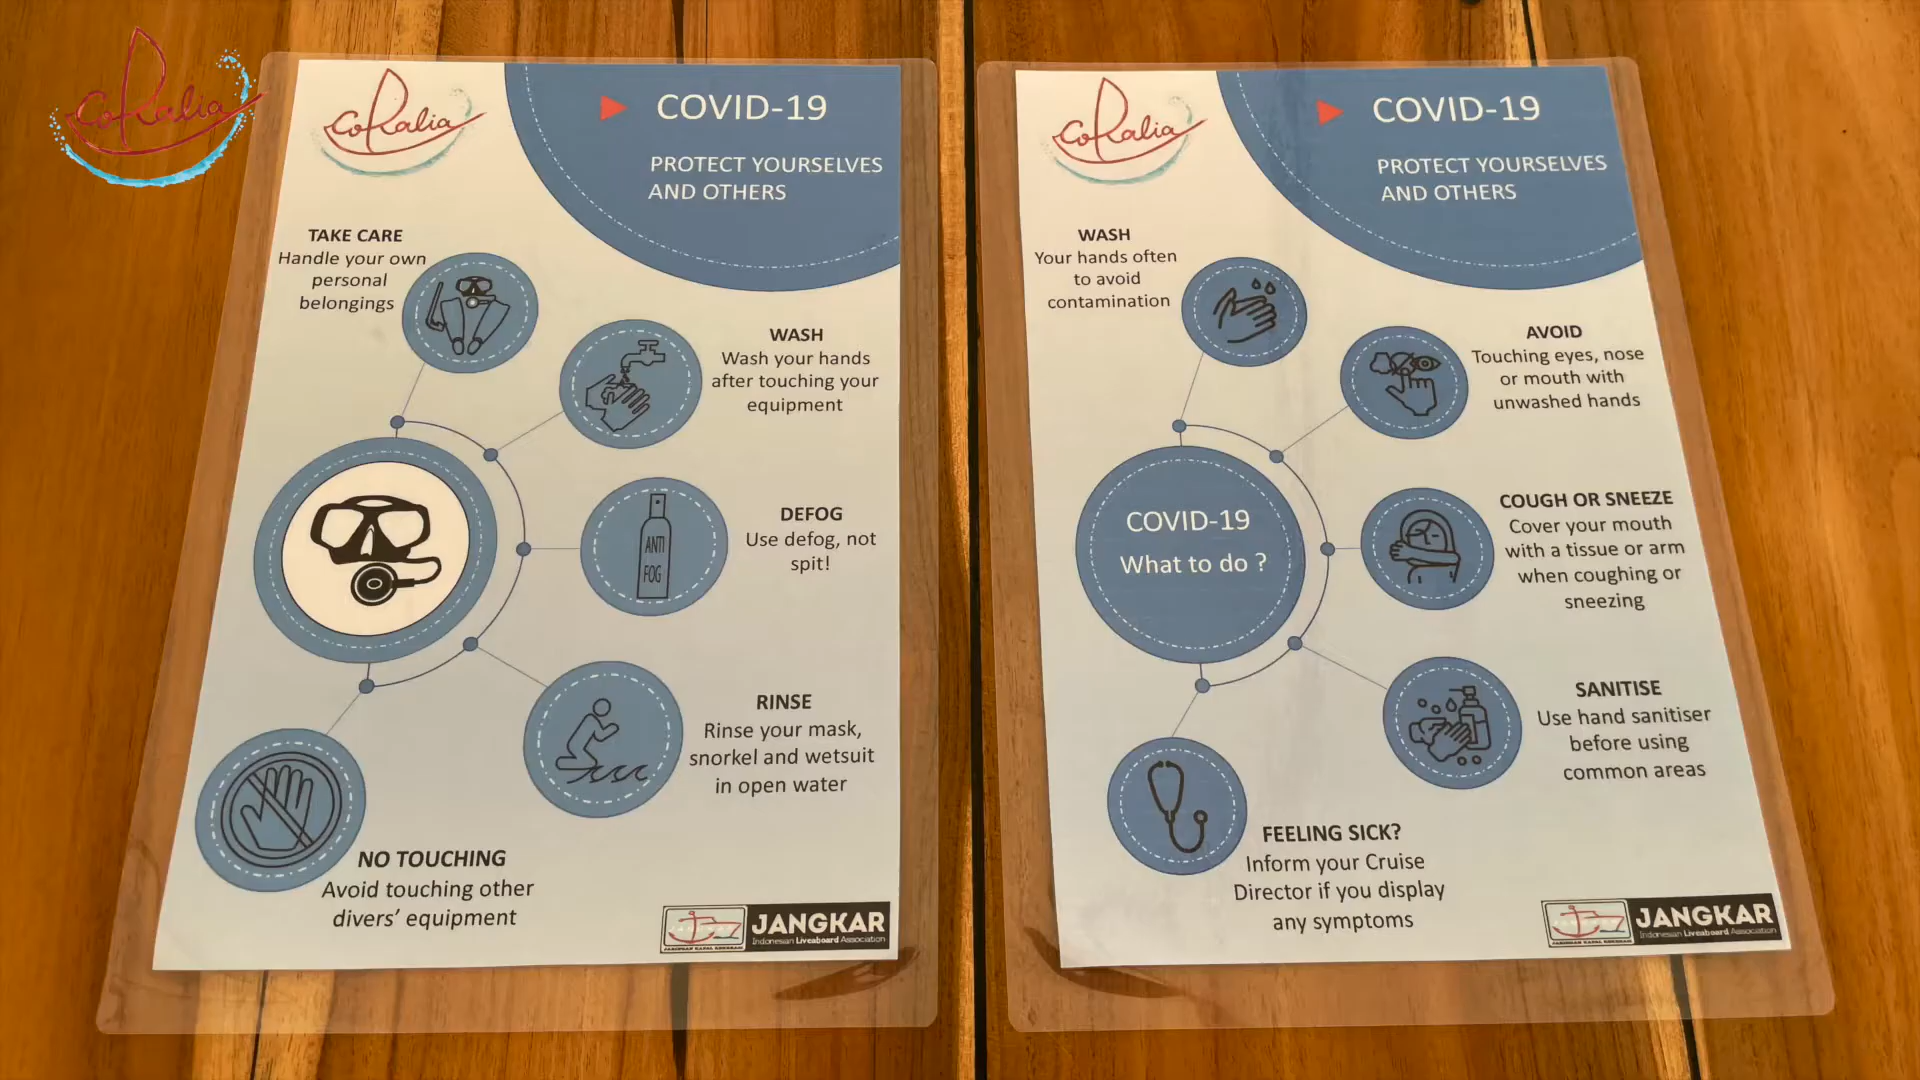 coRalia
coRalia
COVID-19
PROTECT YOURSELVES
AND OTHERS
TAKE CARE
Handle your own
personal
belongings
WASH
Wash your hands
after touching your
equipment
DEFOG
Use defog, not
spit!
ANTI
FOG
RINSE
Rinse your mask,
snorkel and wetsuit
in open water
NO TOUCHING
Avoid touching other
divers' equipment
JANGKAR
Indonesian Liveaboard Association
coRalia
COVID-19
PROTECT YOURSELVES
AND OTHERS
WASH
Your hands often
to avoid
contamination
AVOID
Touching eyes, nose
or mouth with
unwashed hands
COVID-19
What to do ?
COUGH OR SNEEZE
Cover your mouth
with a tissue or arm
when coughing or
sneezing
SANITISE
Use hand sanitiser
before using
common areas
FEELING SICK?
Inform your Cruise
Director if you display
any symptoms
JANGKAR
Indonesian Liveaboard Association